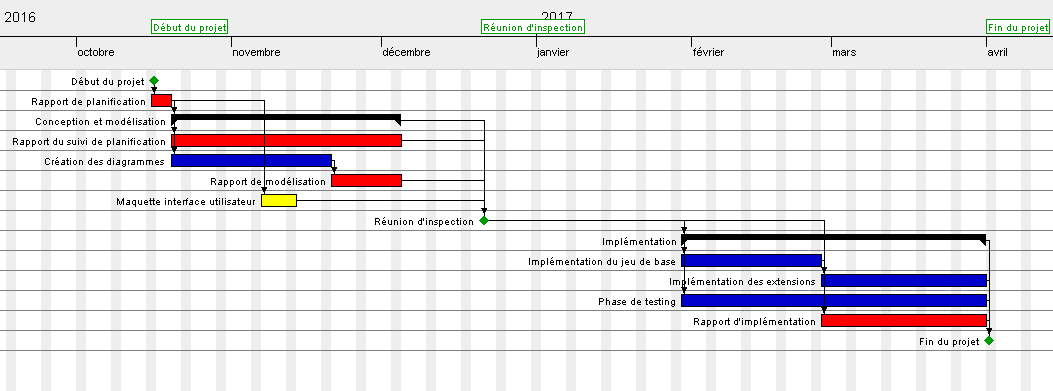 2016
2017
Début du projet
Réunion d'inspection
Fin du projet
octobre
novembre
décembre
janvier
février
mars
avril
Début du projet
Rapport de planification
Conception et modélisation
Rapport du suivi de planification
Création des diagrammes
Rapport de modélisation
Maquette interface utilisateur
Réunion d'inspection
Implémentation
Implémentation du jeu de base
Implémentation des extensions
Phase de testing
Rapport d'implémentation
Fin du projet